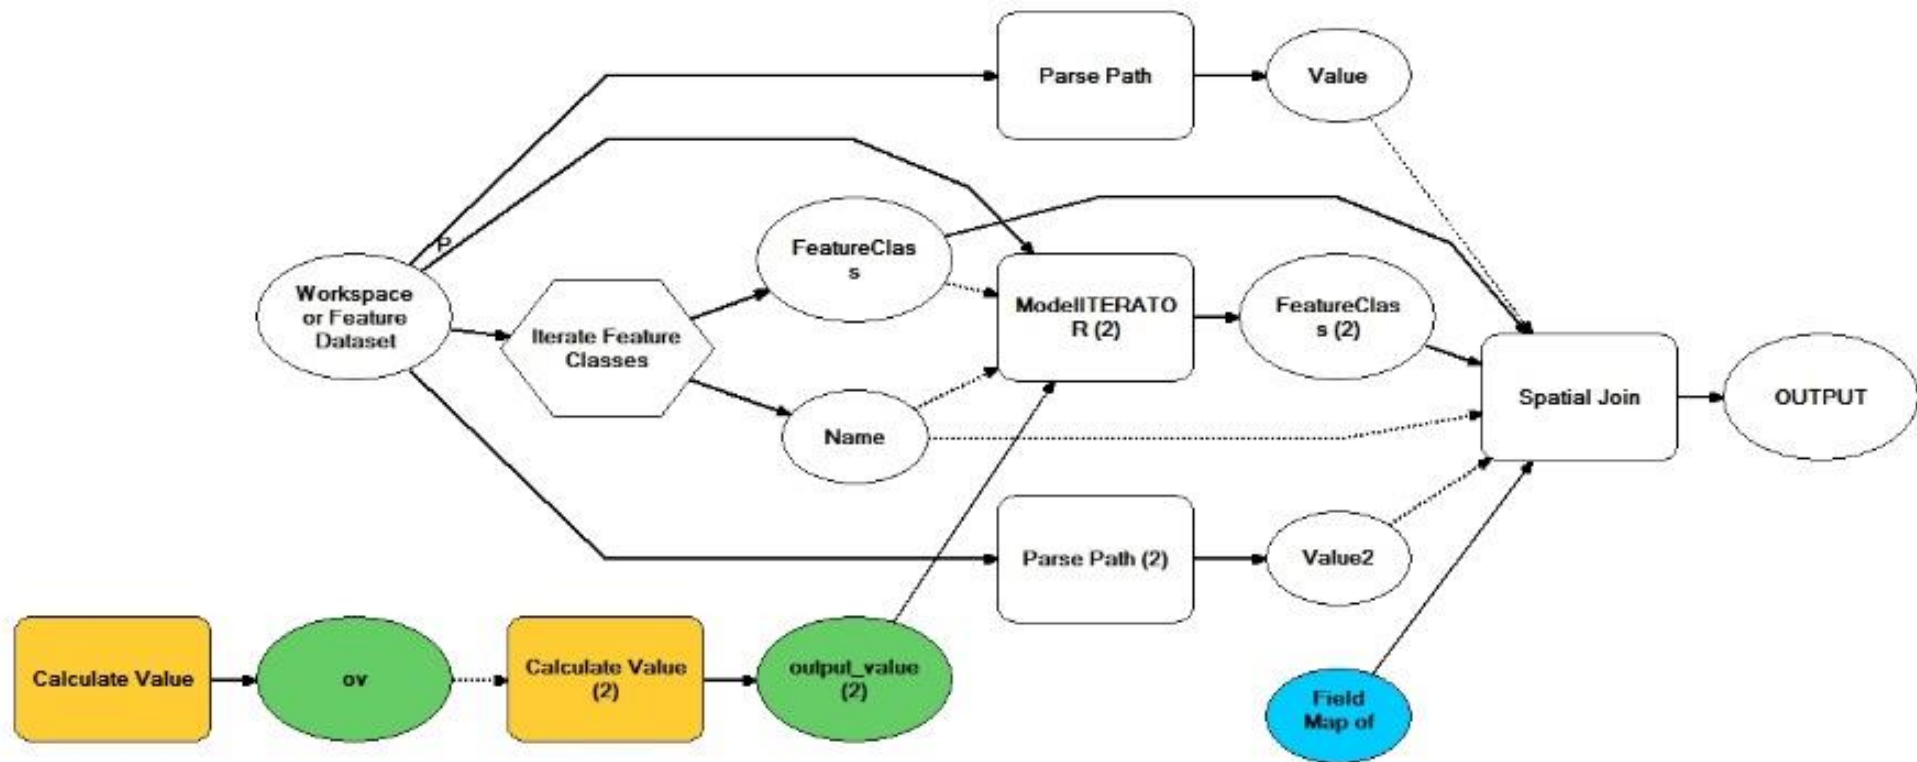 Parse Path
Value
P
FeatureClas
s
Workspace
or Feature
Dataset
Iterate Feature
Classes
ModelITERATO
R (2)
FeatureClas
s (2)
Name
Spatial Join
OUTPUT
Parse Path (2)
Value2
Calculate Value
ov
Calculate Value
(2)
output_value
(2)
Field
Map of